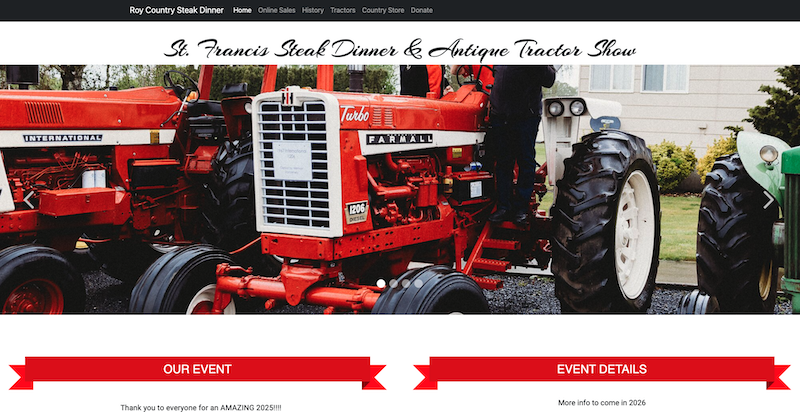 Roy Country Steak Dinner Home Online Sales History Tractors Country Store Donate
St. Francis Steak Dinner & Antique Tractor Show
INTERNATIONAL
Turbo
FARMALL
1206
DIESEL
OUR EVENT
EVENT DETAILS
Thank you to everyone for an AMAZING 2025!!!!
More info to come in 2026